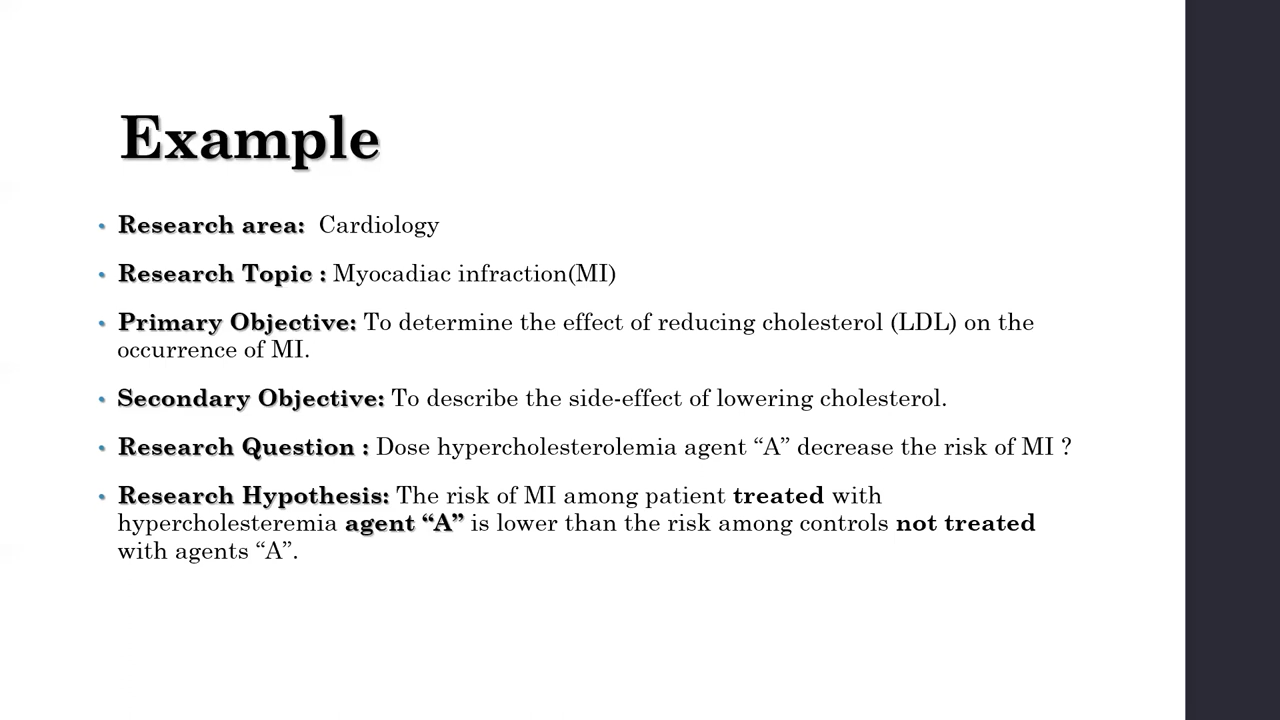 Example
• Research area:  Cardiology
• Research Topic : Myocadiac infraction(MI)
• Primary Objective: To determine the effect of reducing cholesterol (LDL) on the
occurrence of MI.
• Secondary Objective: To describe the side-effect of lowering cholesterol.
• Research Question : Dose hypercholesterolemia agent “A” decrease the risk of MI ?
• Research Hypothesis: The risk of MI among patient treated with
hypercholesteremia agent “A” is lower than the risk among controls not treated
with agents “A”.